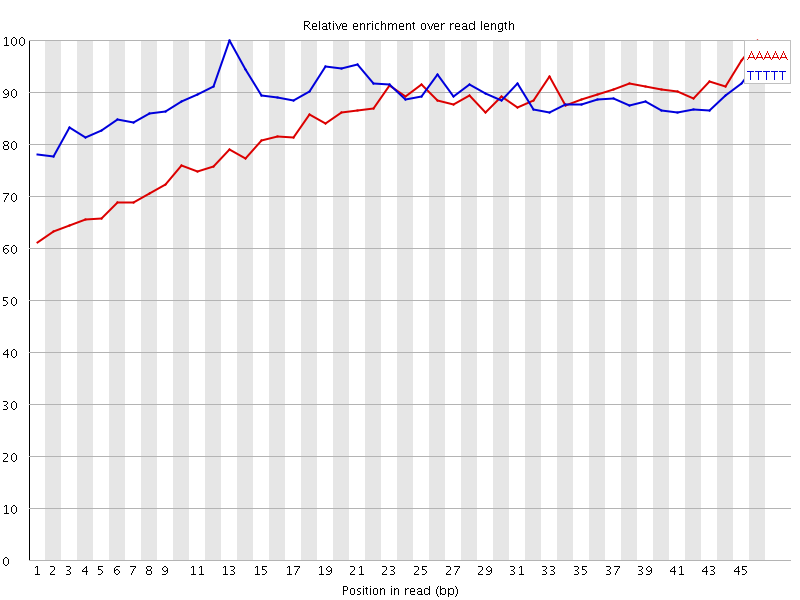 Relative enrichment over read length
100
AAAAA
TTTTT
90
80
70
60
50
40
30
20
10
0
1 2 3 4 5 6 7 8 9 11 13 15 17 19 21 23 25 27 29 31 33 35 37 39 41 43 45
Position in read (bp)